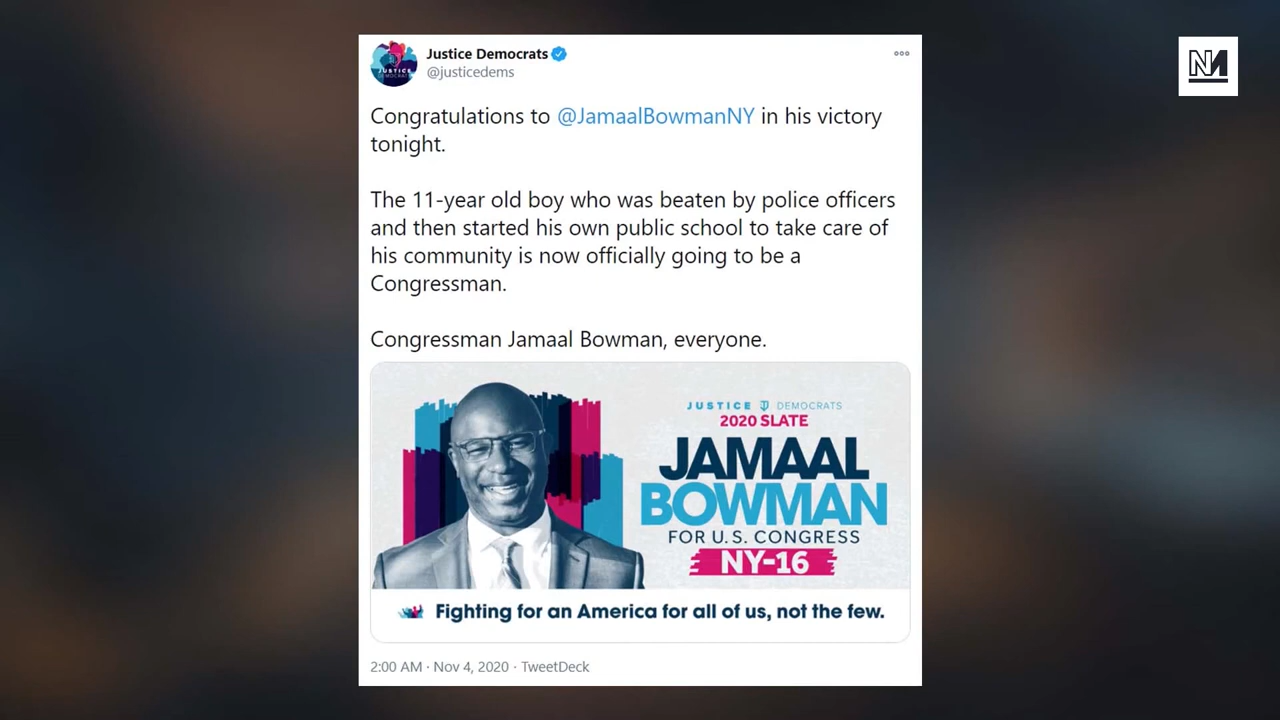 Justice Democrats
@justicedems
Congratulations to @JamaalBowmanNY in his victory
tonight.
The 11-year old boy who was beaten by police officers
and then started his own public school to take care of
his community is now officially going to be a
Congressman.
Congressman Jamaal Bowman, everyone.
JUSTICE DEMOCRATS
2020 SLATE
JAMAAL
BOWMAN
FOR U.S. CONGRESS
NY-16
Fighting for an America for all of us, not the few.
2:00 AM · Nov 4, 2020 · TweetDeck